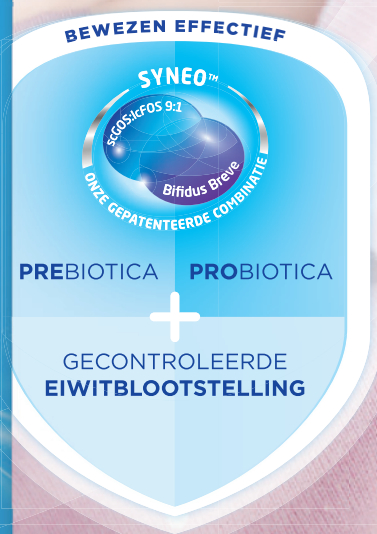 BEWEZEN EFFECTIEF
SYNEO™
scGOS:lcFOS 9:1
Bifidus Breve
ONZE GEPATENTEERDE COMBINATIE
PREBIOTICA PROBIOTICA
+
GECONTROLEERDE
EIWITBLOOTSTELLING